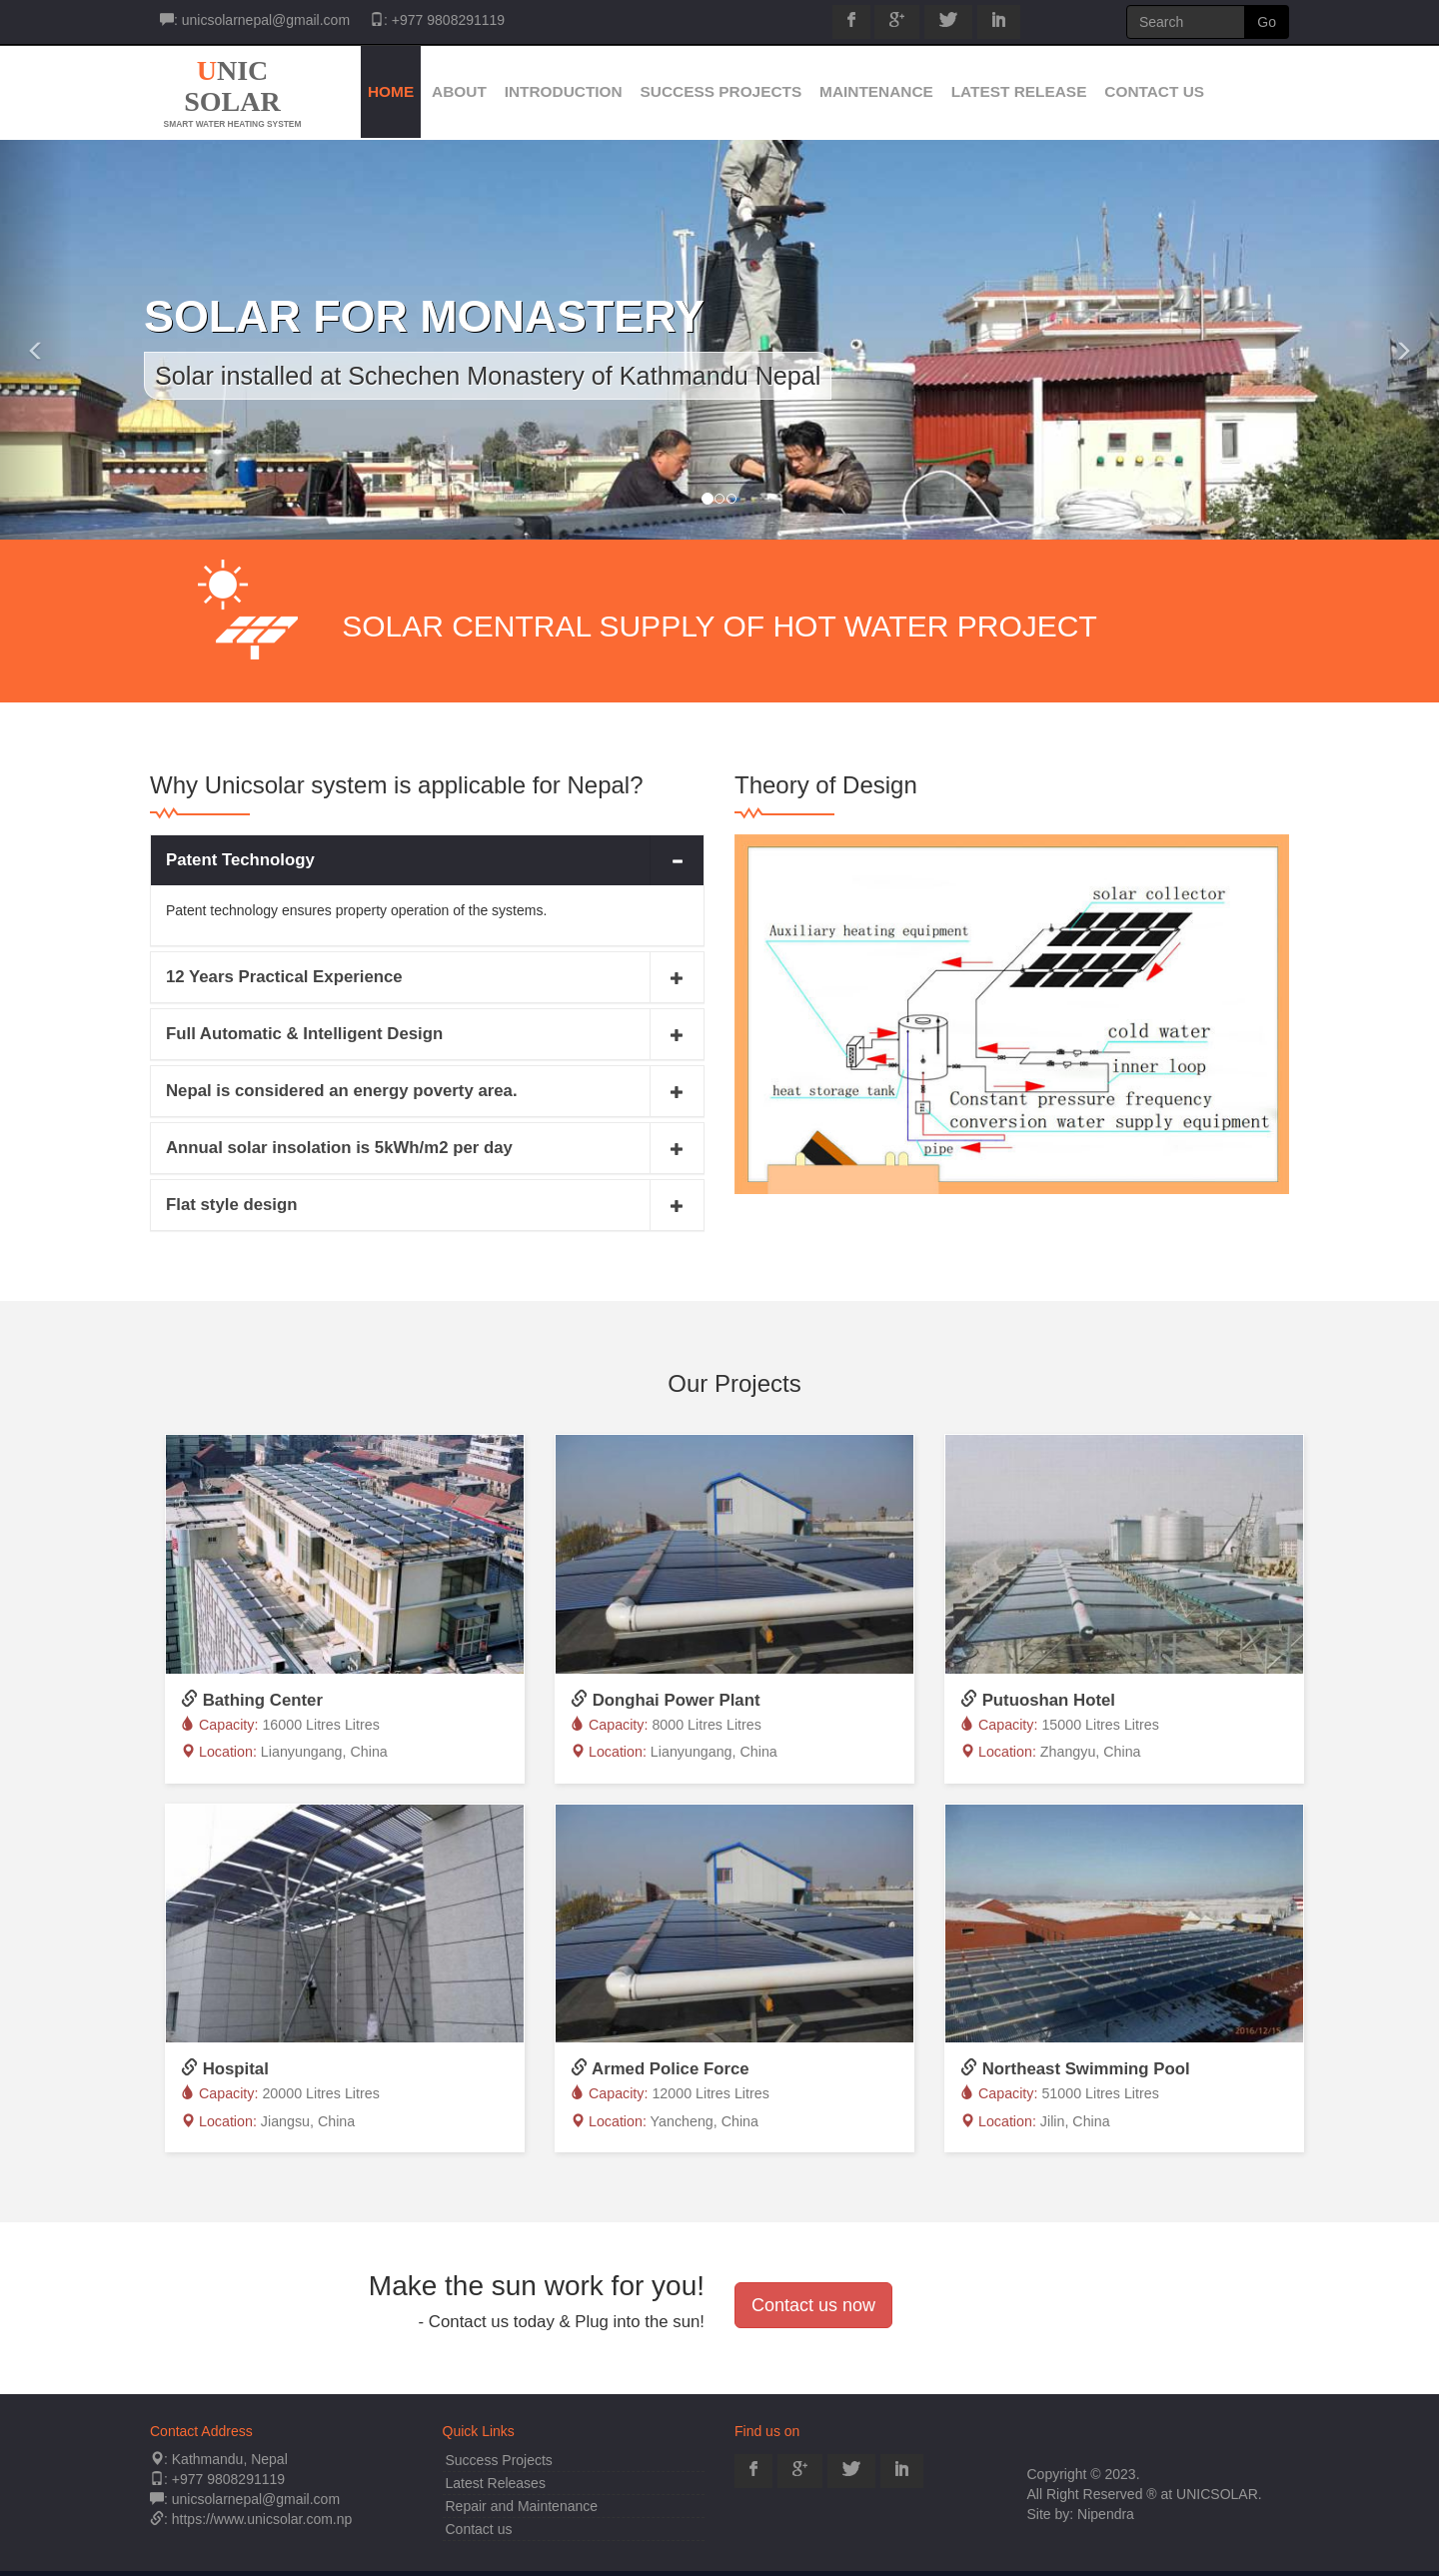 : unicsolarnepal@gmail.com : +977 9808291119
Search Go
UNIC
SOLAR
SMART WATER HEATING SYSTEM
HOME ABOUT INTRODUCTION SUCCESS PROJECTS MAINTENANCE LATEST RELEASE CONTACT US
SOLAR FOR MONASTERY
Solar installed at Schechen Monastery of Kathmandu Nepal
SOLAR CENTRAL SUPPLY OF HOT WATER PROJECT
Why Unicsolar system is applicable for Nepal?
Patent Technology
Patent technology ensures property operation of the systems.
12 Years Practical Experience
Full Automatic & Intelligent Design
Nepal is considered an energy poverty area.
Annual solar insolation is 5kWh/m2 per day
Flat style design
Theory of Design
solar collector
Auxiliary heating equipment
cold water
inner loop
heat storage tank
Constant pressure frequency
conversion water supply equipment
pipe
Our Projects
Bathing Center
Capacity: 16000 Litres Litres
Location: Lianyungang, China
Donghai Power Plant
Capacity: 8000 Litres Litres
Location: Lianyungang, China
Putuoshan Hotel
Capacity: 15000 Litres Litres
Location: Zhangyu, China
Hospital
Capacity: 20000 Litres Litres
Location: Jiangsu, China
Armed Police Force
Capacity: 12000 Litres Litres
Location: Yancheng, China
2016/12/15
Northeast Swimming Pool
Capacity: 51000 Litres Litres
Location: Jilin, China
Make the sun work for you!
- Contact us today & Plug into the sun!
Contact us now
Contact Address
: Kathmandu, Nepal
: +977 9808291119
: unicsolarnepal@gmail.com
: https://www.unicsolar.com.np
Quick Links
Success Projects
Latest Releases
Repair and Maintenance
Contact us
Find us on
Copyright © 2023.
All Right Reserved ® at UNICSOLAR.
Site by: Nipendra